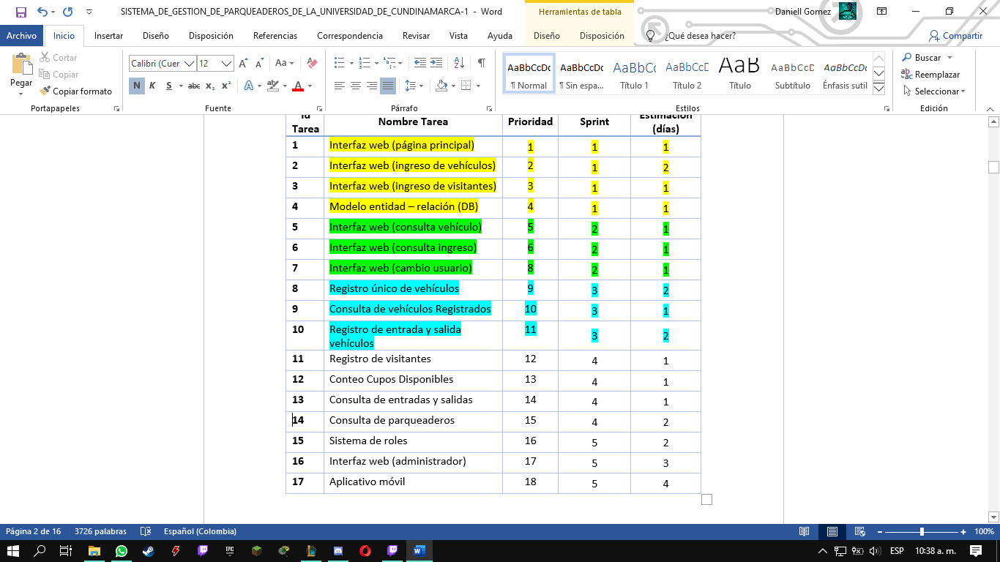 SISTEMA_DE_GESTION_DE_PARQUEADEROS_DE_LA_UNIVERSIDAD_DE_CUNDINAMARCA-1 - Word
Herramientas de tabla
Daniell Gomez
Archivo Inicio Insertar Diseño Disposición Referencias Correspondencia Revisar Vista Ayuda Diseño Disposición ¿Qué desea hacer? Compartir
Pegar
Cortar
Copiar
Copiar formato
Portapapeles
Calibri (Cuer 12
Aa
N K S abc x₂ x²
A A
Fuente
Párrafo
AaBbCcDc AaBbCcDc AaBbCc AaBbCcD AaB AaBbCcD AaBbCcDc
¶ Normal ¶ Sin espa... Título 1 Título 2 Título Subtítulo Énfasis sutil
Estilos
Buscar
Reemplazar
Seleccionar
Edición
Id Tarea Nombre Tarea Prioridad Sprint Estimación (días)
1 Interfaz web (página principal) 1 1 1
2 Interfaz web (ingreso de vehículos) 2 1 2
3 Interfaz web (ingreso de visitantes) 3 1 1
4 Modelo entidad – relación (DB) 4 1 1
5 Interfaz web (consulta vehículo) 5 2 1
6 Interfaz web (consulta ingreso) 6 2 1
7 Interfaz web (cambio usuario) 8 2 1
8 Registro único de vehículos 9 3 2
9 Consulta de vehículos Registrados 10 3 1
10 Registro de entrada y salida 11 3 2
vehículos
11 Registro de visitantes 12 4 1
12 Conteo Cupos Disponibles 13 4 1
13 Consulta de entradas y salidas 14 4 1
14 Consulta de parqueaderos 15 4 2
15 Sistema de roles 16 5 2
16 Interfaz web (administrador) 17 5 3
17 Aplicativo móvil 18 5 4
Página 2 de 16 3726 palabras Español (Colombia) 100%
ESP 10:38 a. m.